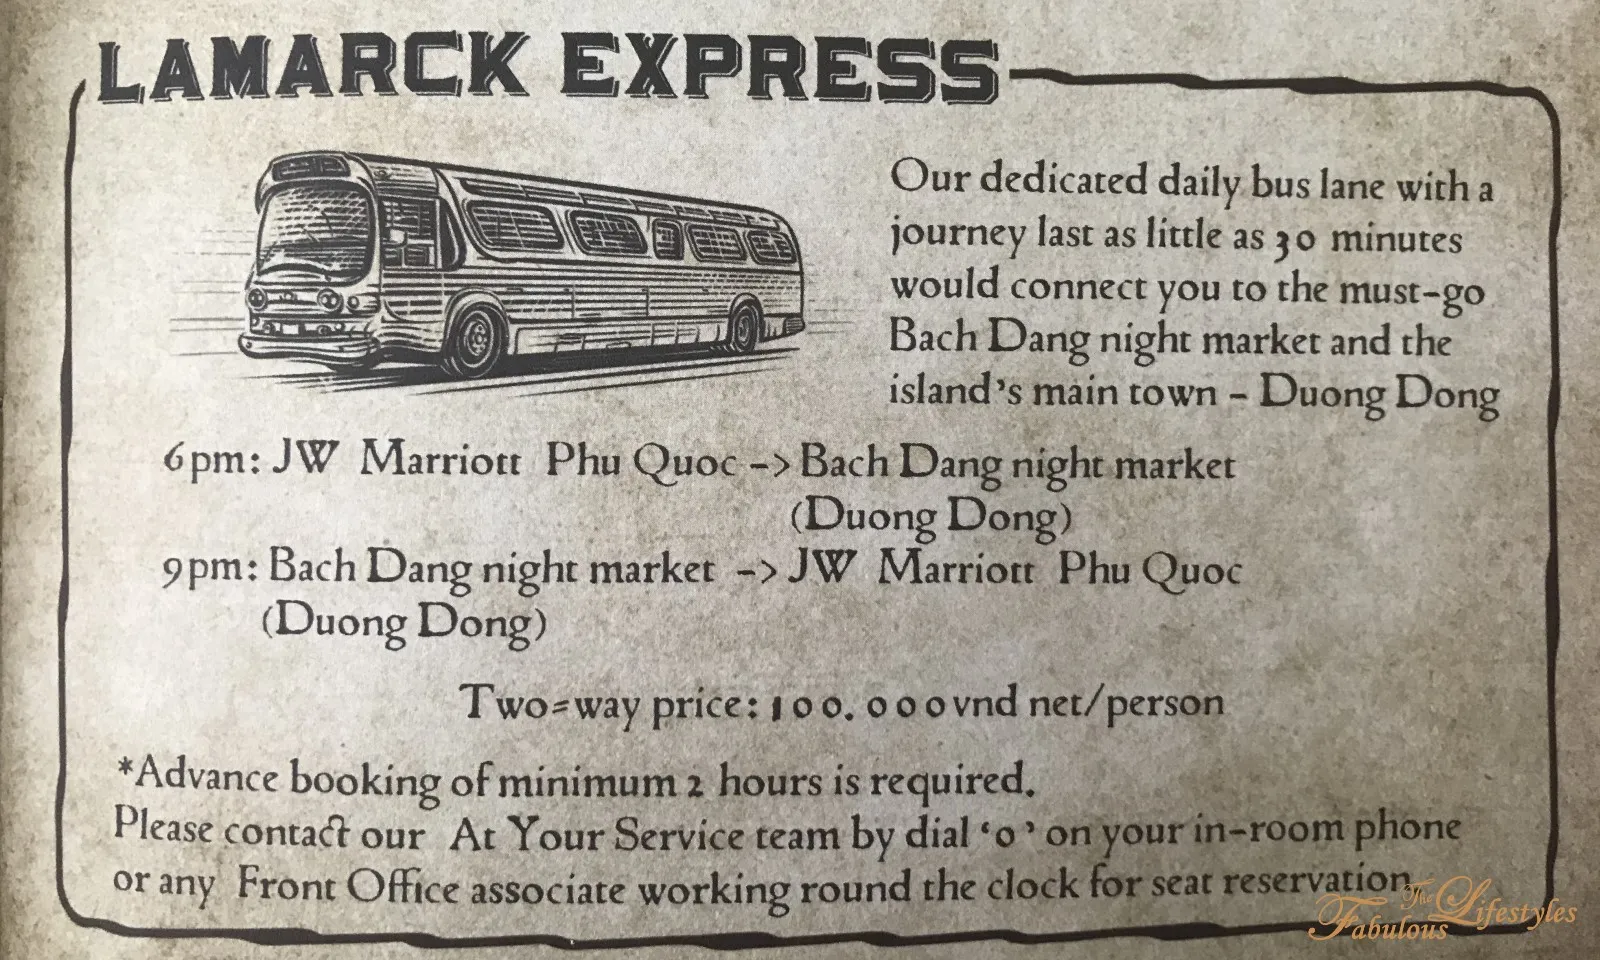 LAMARCK EXPRESS
Our dedicated daily bus lane with a
journey last as little as 30 minutes
would connect you to the must-go
Bach Dang night market and the
island's main town - Duong Dong
6pm: JW Marriott Phu Quoc -> Bach Dang night market
(Duong Dong)
9pm: Bach Dang night market -> JW Marriott Phu Quoc
(Duong Dong)
Two=way price: 100.000vnd net/person
*Advance booking of minimum 2 hours is required.
Please contact our At Your Service team by dial ‘0’ on your in-room phone
or any Front Office associate working round the clock for seat reservation.
The Fabulous Lifestyles